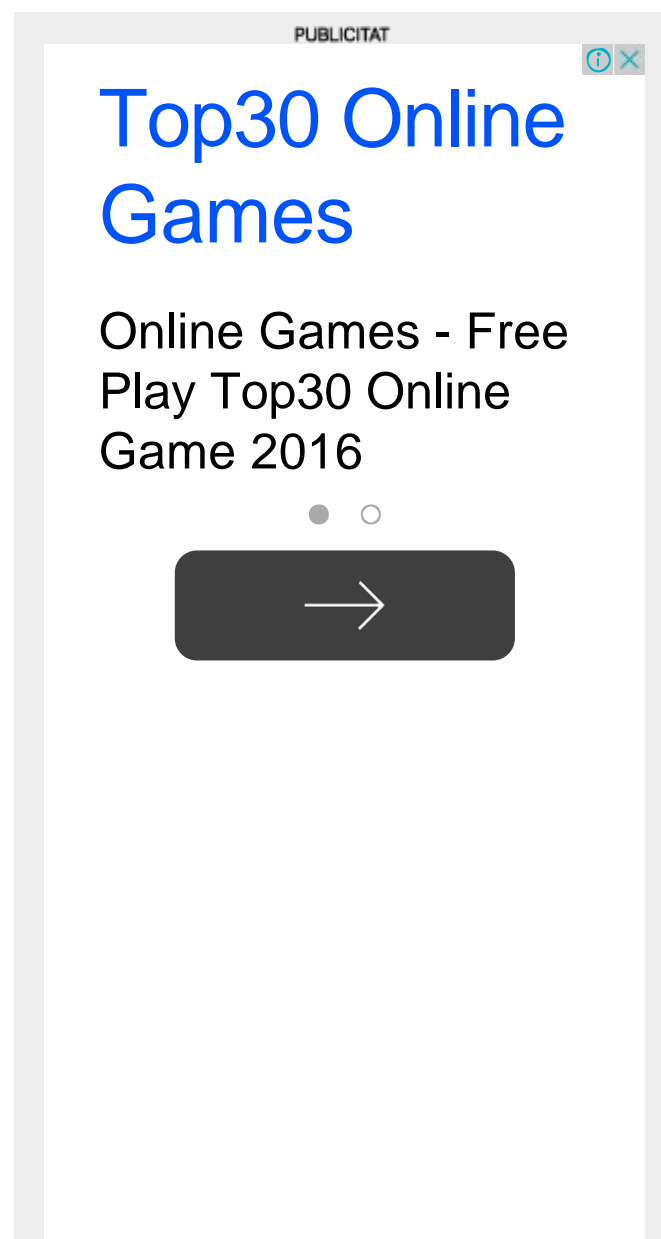 PUBLICITAT
Top30 Online
Games
Online Games - Free
Play Top30 Online
Game 2016